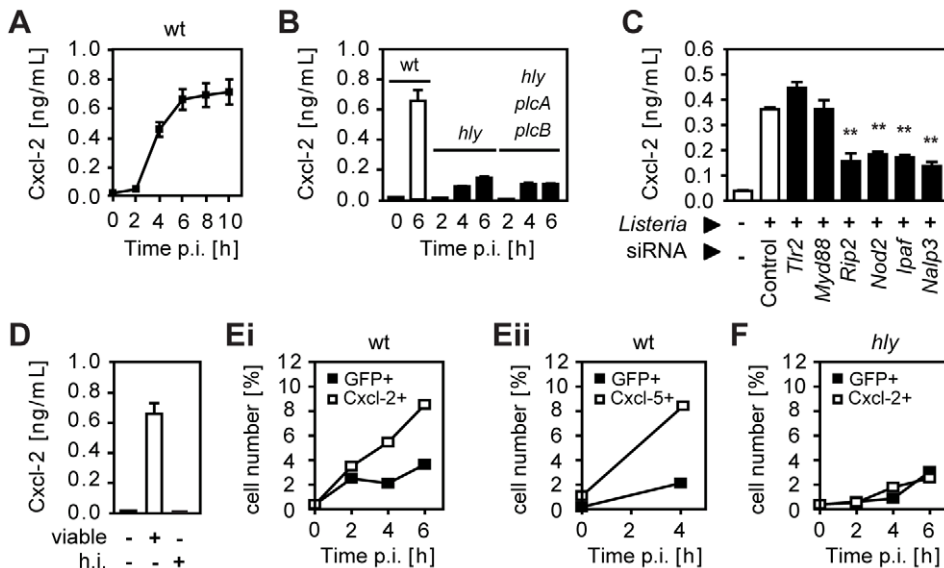 A
wt
Cxcl-2 [ng/mL]
1.0
0.8
0.6
0.4
0.2
0.0
0 2 4 6 8 10
Time p.i. [h]
B
Cxcl-2 [ng/mL]
1.0
0.8
0.6
0.4
0.2
0.0
wt
hly
hly
plcA
plcB
0 6 2 4 6 2 4 6
Time p.i. [h]
C
Cxcl-2 [ng/mL]
0.5
0.4
0.3
0.2
0.1
0.0
** ** ** **
Listeria ▶ - + + + + + + +
siRNA ▶ - Control Tlr2 Myd88 Rip2 Nod2 Ipaf Nalp3
D
Cxcl-2 [ng/mL]
1.0
0.8
0.6
0.4
0.2
0.0
viable - + -
h.i. - - +
Ei
wt
cell number [%]
12
10
8
6
4
2
0
GFP+
Cxcl-2+
0 2 4 6
Time p.i. [h]
Eii
wt
cell number [%]
12
10
8
6
4
2
0
GFP+
Cxcl-5+
0 2 4
Time p.i. [h]
F
hly
cell number [%]
12
10
8
6
4
2
0
GFP+
Cxcl-2+
0 2 4 6
Time p.i. [h]